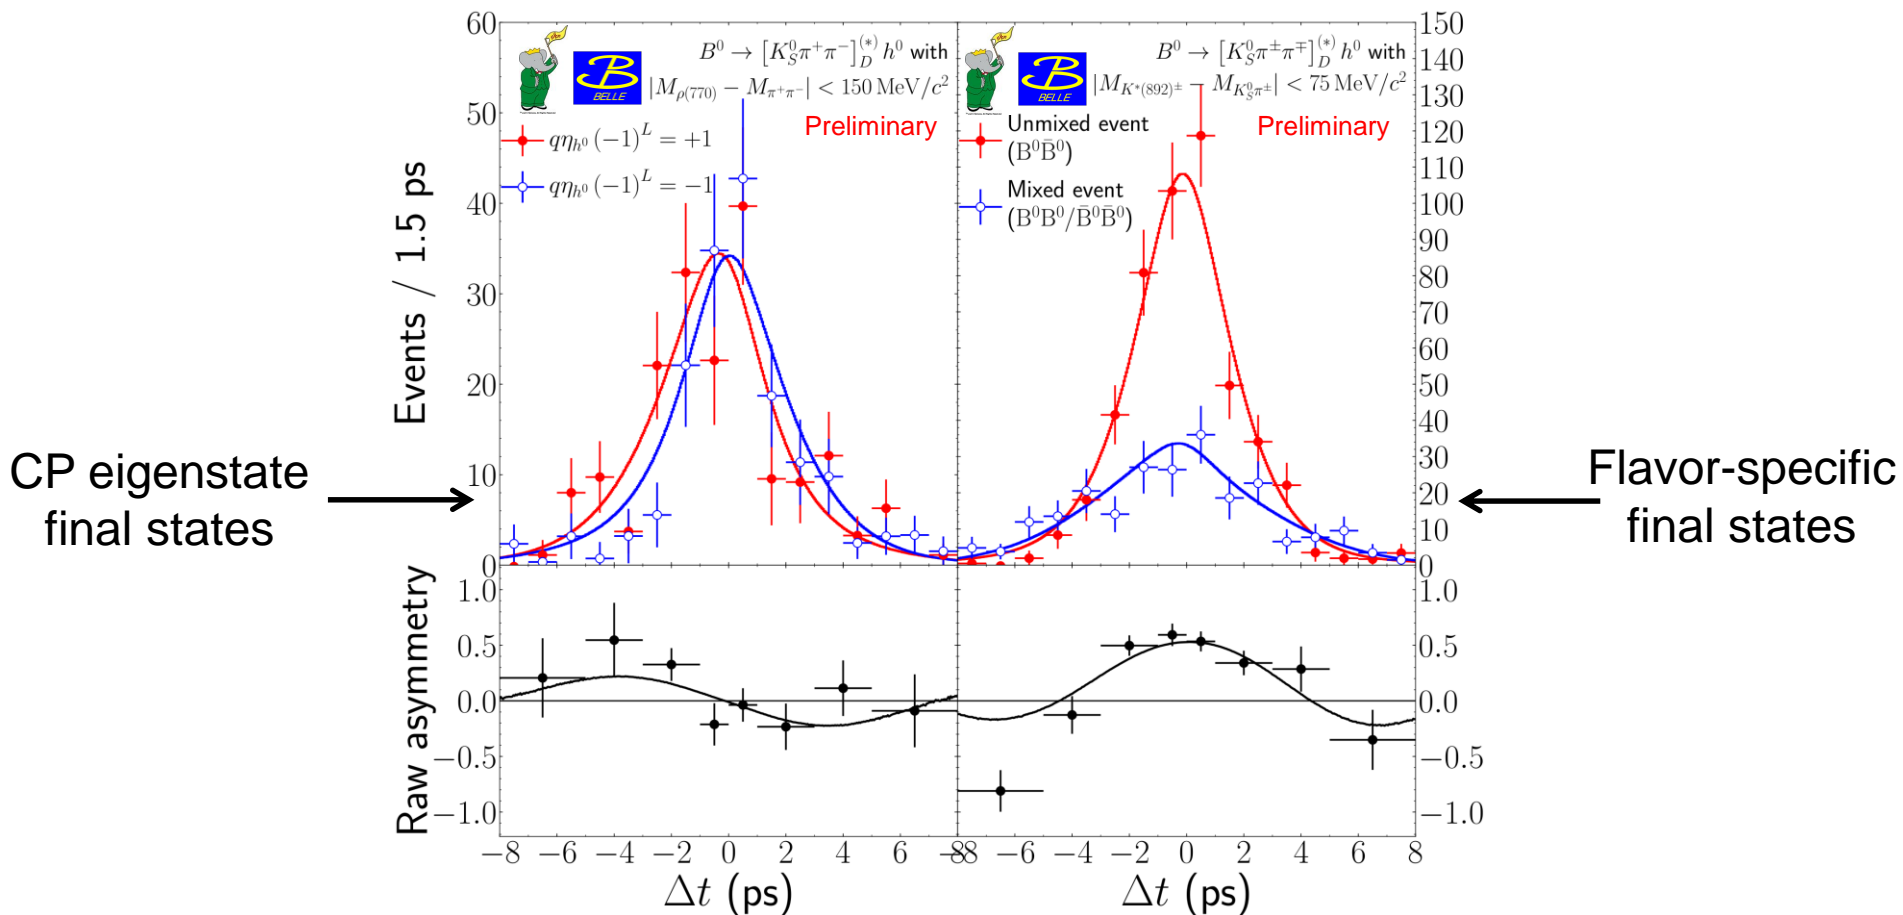 CP eigenstate
final states
Events / 1.5 ps
60
50
40
30
20
10
0
BELLE
B⁰ → [K_S⁰π⁺π⁻]_D^(*) h⁰ with
|M_ρ(770) − M_π⁺π⁻| < 150 MeV/c²
Preliminary
qη_h⁰(−1)^L = +1
qη_h⁰(−1)^L = −1
BELLE
B⁰ → [K_S⁰π^±π^∓]_D^(*) h⁰ with
|M_K*(892)^± − M_K_S⁰π^±| < 75 MeV/c²
Preliminary
Unmixed event
(B⁰B̄⁰)
Mixed event
(B⁰B⁰/B̄⁰B̄⁰)
150
140
130
120
110
100
90
80
70
60
50
40
30
20
10
0
Flavor-specific
final states
Raw asymmetry
1.0
0.5
0.0
−0.5
−1.0
1.0
0.5
0.0
−0.5
−1.0
−8 −6 −4 −2 0 2 4 6 8
Δt (ps)
−8 −6 −4 −2 0 2 4 6 8
Δt (ps)